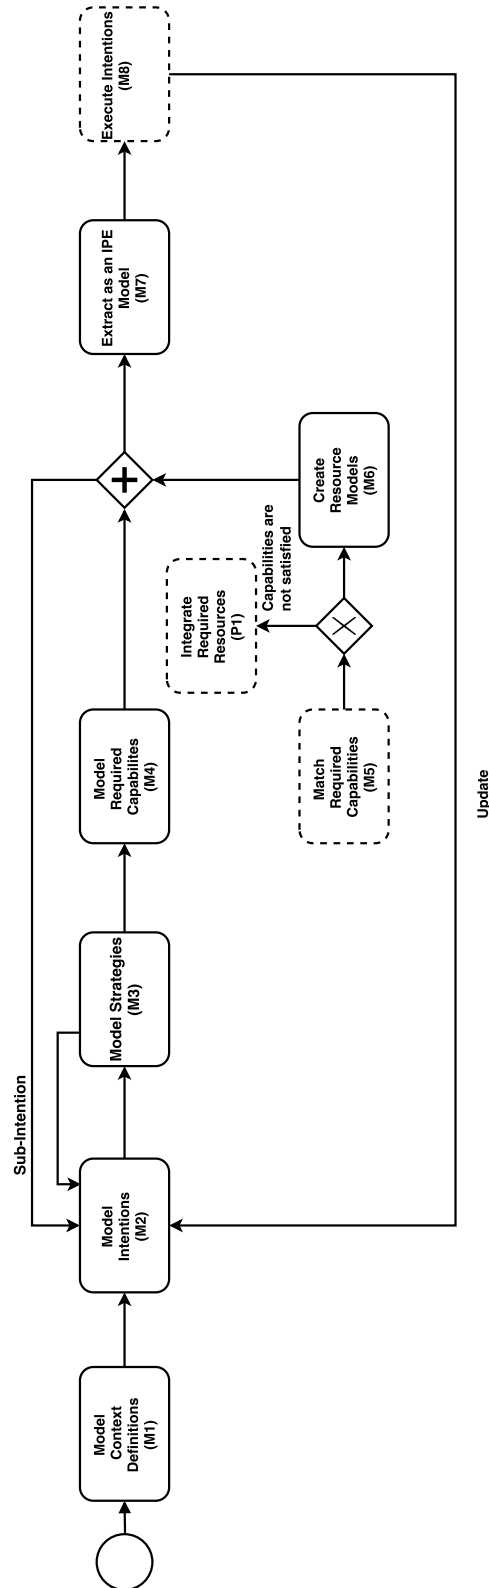 Model
Context
Definitions
(M1)
Sub-Intention
Model
Intentions
(M2)
Model Strategies
(M3)
Model
Required
Capabilites
(M4)
Match
Required
Capabilities
(M5)
Integrate
Required
Resources
(P1)
Capabilities are
not satisfied
Create
Resource
Models
(M6)
Extract as an IPE
Model
(M7)
Execute Intentions
(M8)
Update